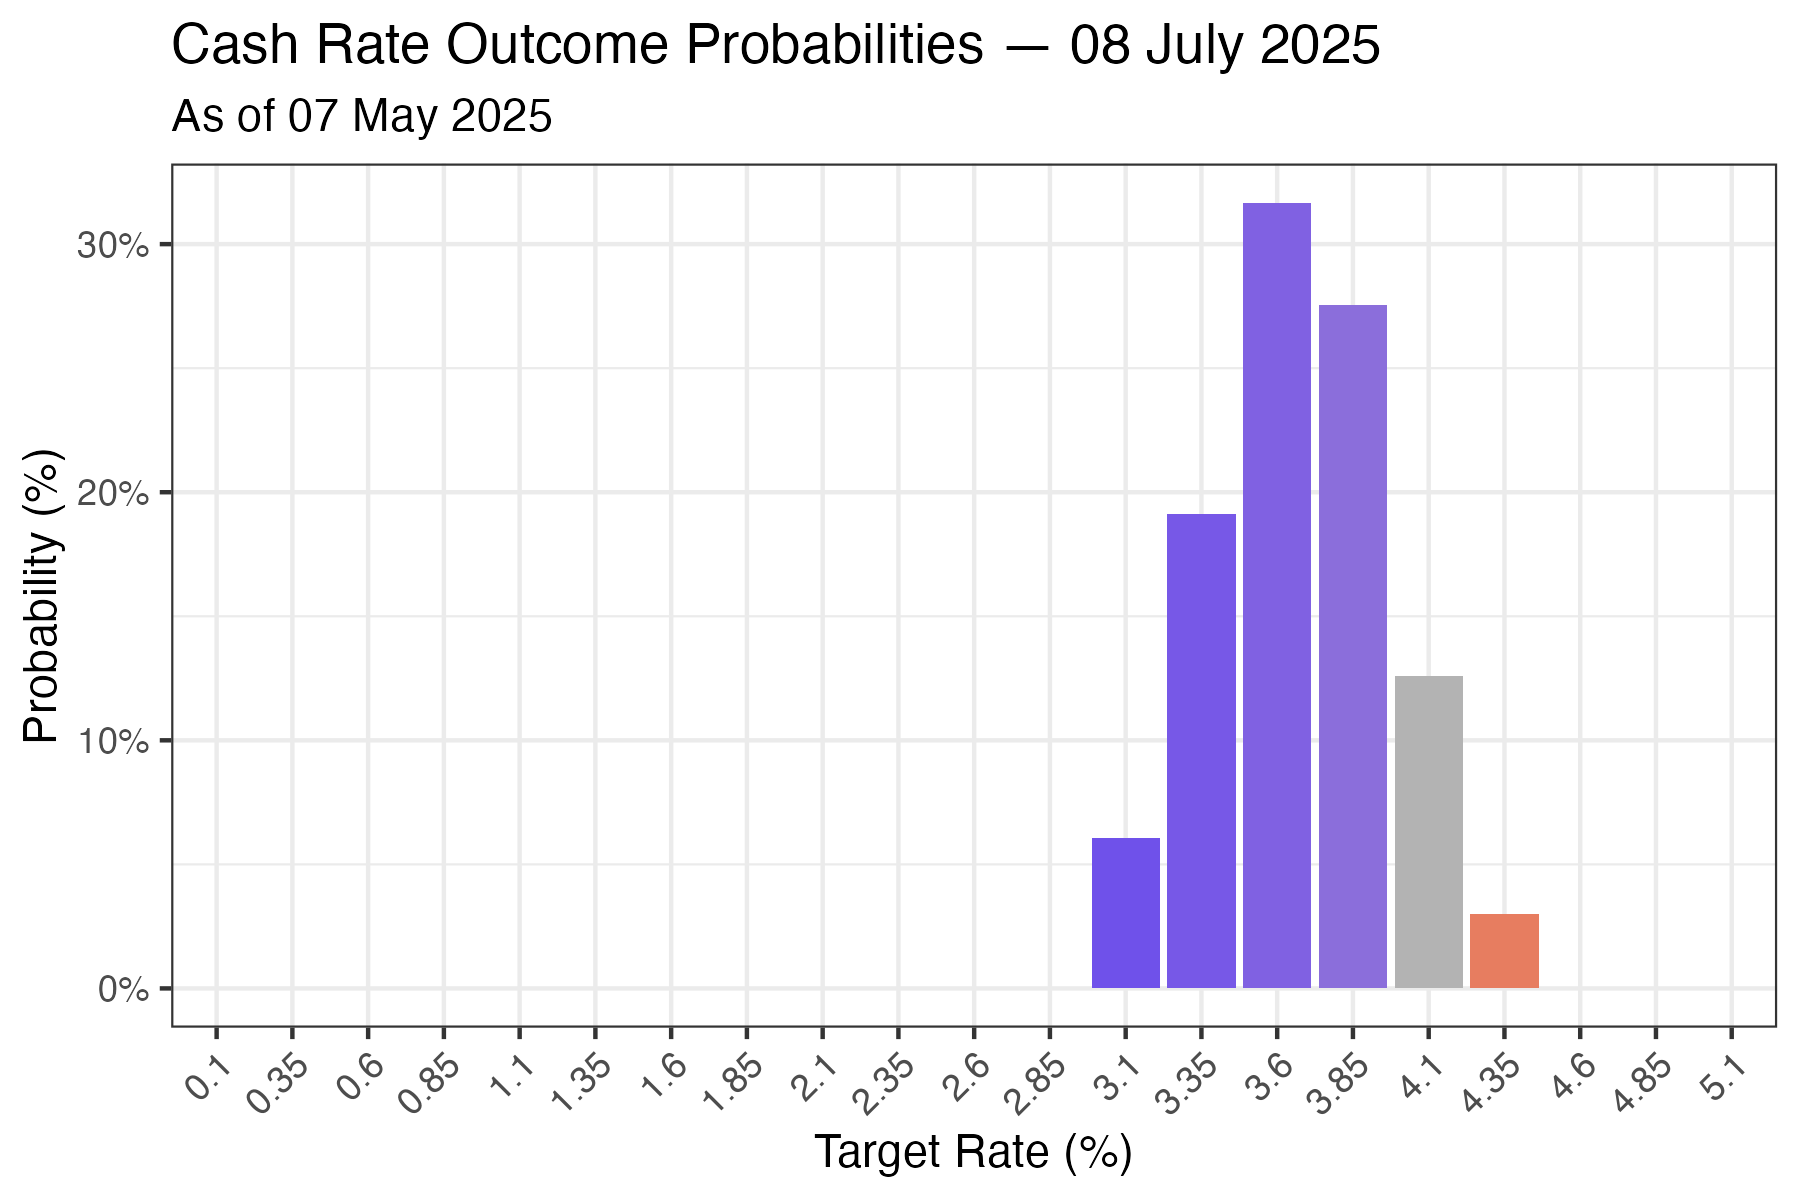 Cash Rate Outcome Probabilities — 08 July 2025
As of 07 May 2025
Probability (%)
30%
20%
10%
0%
0.1 0.35 0.6 0.85 1.1 1.35 1.6 1.85 2.1 2.35 2.6 2.85 3.1 3.35 3.6 3.85 4.1 4.35 4.6 4.85 5.1
Target Rate (%)